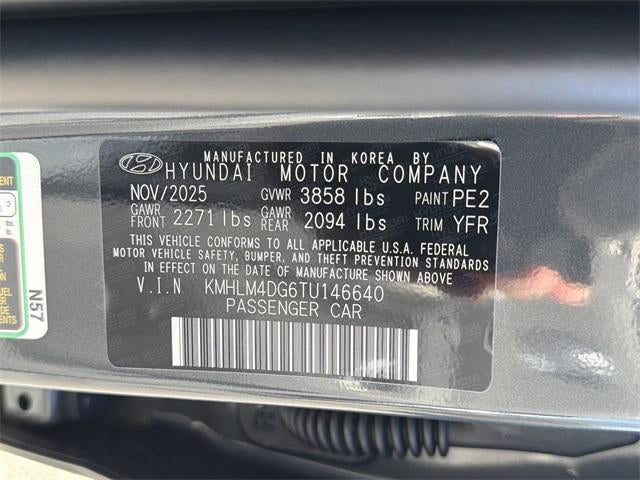 MANUFACTURED IN KOREA BY
HYUNDAI MOTOR COMPANY
NOV/2025 GVWR 3858 lbs PAINT PE2
GAWR FRONT 2271 lbs GAWR REAR 2094 lbs TRIM YFR
THIS VEHICLE CONFORMS TO ALL APPLICABLE U.S.A. FEDERAL
MOTOR VEHICLE SAFETY, BUMPER, AND THEFT PREVENTION STANDARDS
IN EFFECT ON THE DATE OF MANUFACTURE SHOWN ABOVE.
V.I.N KMHLM4DG6TU146640
PASSENGER CAR
N57